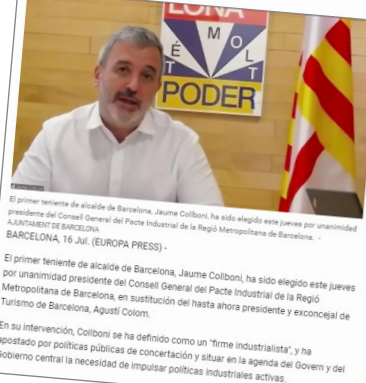 LONA
ÉT MOLT
PODER
El primer teniente de alcalde de Barcelona, Jaume Collboni, ha sido elegido este jueves por unanimidad
presidente del Consell General del Pacte Industrial de la Regió Metropolitana de Barcelona. -
AJUNTAMENT DE BARCELONA
BARCELONA, 16 Jul. (EUROPA PRESS) -
El primer teniente de alcalde de Barcelona, Jaume Collboni, ha sido elegido este jueves
por unanimidad presidente del Consell General del Pacte Industrial de la Regió
Metropolitana de Barcelona, en sustitución del hasta ahora presidente y exconcejal de
Turismo de Barcelona, Agustí Colom.
En su intervención, Collboni se ha definido como un "firme industrialista", y ha
apostado por políticas públicas de concertación y situar en la agenda del Govern y del
Gobierno central la necesidad de impulsar políticas industriales activas.